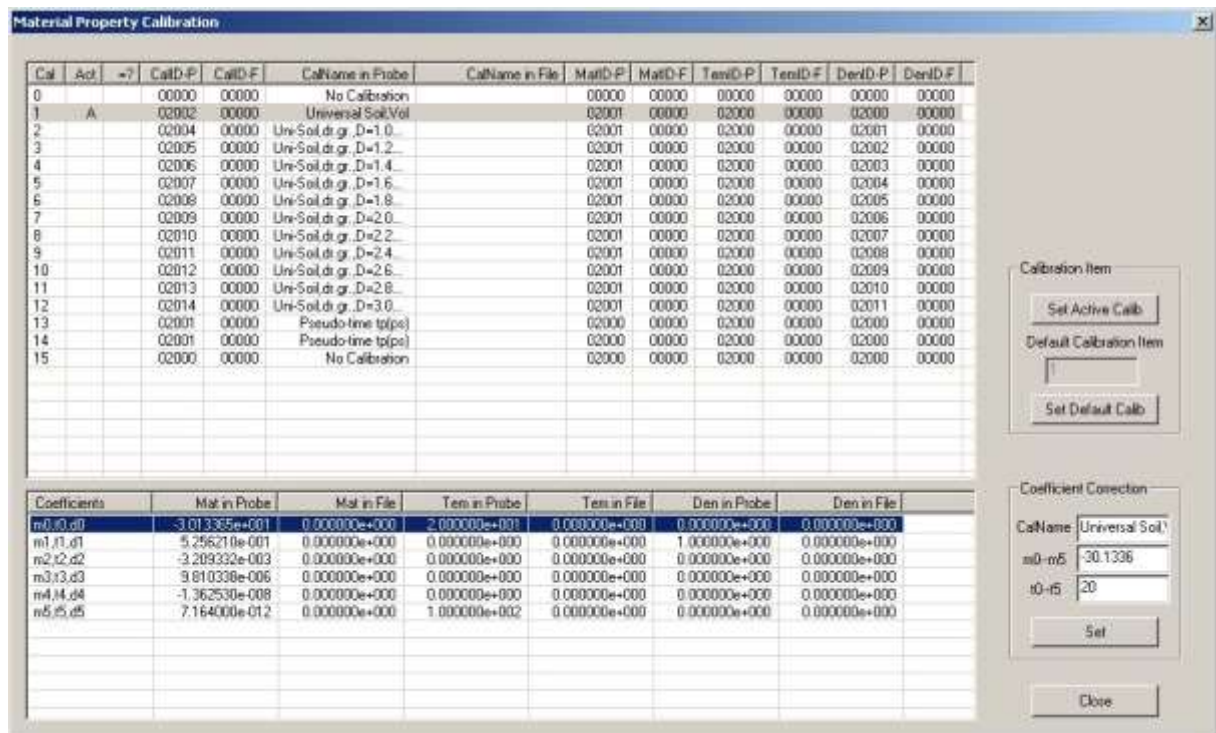 Material Property Calibration
Cal Act =? CalID-P CalID-F CalName in Probe CalName in File MatID-P MatID-F TemID-P TemID-F DenID-P DenID-F
0 00000 00000 No Calibration 00000 00000 00000 00000 00000 00000
1 A 02002 00000 Universal Soil,Vol 02001 00000 02000 00000 02000 00000
2 02004 00000 Uni-Soil,dr.gr.,D=1.0... 02001 00000 02000 00000 02001 00000
3 02005 00000 Uni-Soil,dr.gr.,D=1.2... 02001 00000 02000 00000 02002 00000
4 02006 00000 Uni-Soil,dr.gr.,D=1.4... 02001 00000 02000 00000 02003 00000
5 02007 00000 Uni-Soil,dr.gr.,D=1.6... 02001 00000 02000 00000 02004 00000
6 02008 00000 Uni-Soil,dr.gr.,D=1.8... 02001 00000 02000 00000 02005 00000
7 02009 00000 Uni-Soil,dr.gr.,D=2.0... 02001 00000 02000 00000 02006 00000
8 02010 00000 Uni-Soil,dr.gr.,D=2.2... 02001 00000 02000 00000 02007 00000
9 02011 00000 Uni-Soil,dr.gr.,D=2.4... 02001 00000 02000 00000 02008 00000
10 02012 00000 Uni-Soil,dr.gr.,D=2.6... 02001 00000 02000 00000 02009 00000
11 02013 00000 Uni-Soil,dr.gr.,D=2.8... 02001 00000 02000 00000 02010 00000
12 02014 00000 Uni-Soil,dr.gr.,D=3.0... 02001 00000 02000 00000 02011 00000
13 02001 00000 Pseudo-time tp(ps) 02000 00000 02000 00000 02000 00000
14 02001 00000 Pseudo-time tp(ps) 02000 00000 02000 00000 02000 00000
15 02000 00000 No Calibration 02000 00000 02000 00000 02000 00000
Calibration Item
Set Active Calib
Default Calibration Item
1
Set Default Calib
Coefficients Mat in Probe Mat in File Tem in Probe Tem in File Den in Probe Den in File
m0,t0,d0 -3.013365e+001 0.000000e+000 2.000000e+001 0.000000e+000 0.000000e+000 0.000000e+000
m1,t1,d1 5.256210e-001 0.000000e+000 0.000000e+000 0.000000e+000 1.000000e+000 0.000000e+000
m2,t2,d2 -3.209332e-003 0.000000e+000 0.000000e+000 0.000000e+000 0.000000e+000 0.000000e+000
m3,t3,d3 9.810338e-006 0.000000e+000 0.000000e+000 0.000000e+000 0.000000e+000 0.000000e+000
m4,t4,d4 -1.362530e-008 0.000000e+000 0.000000e+000 0.000000e+000 0.000000e+000 0.000000e+000
m5,t5,d5 7.164000e-012 0.000000e+000 1.000000e+002 0.000000e+000 0.000000e+000 0.000000e+000
Coefficient Correction
CalName Universal Soil,
m0-m5 -30.1336
t0-t5 20
Set
Close